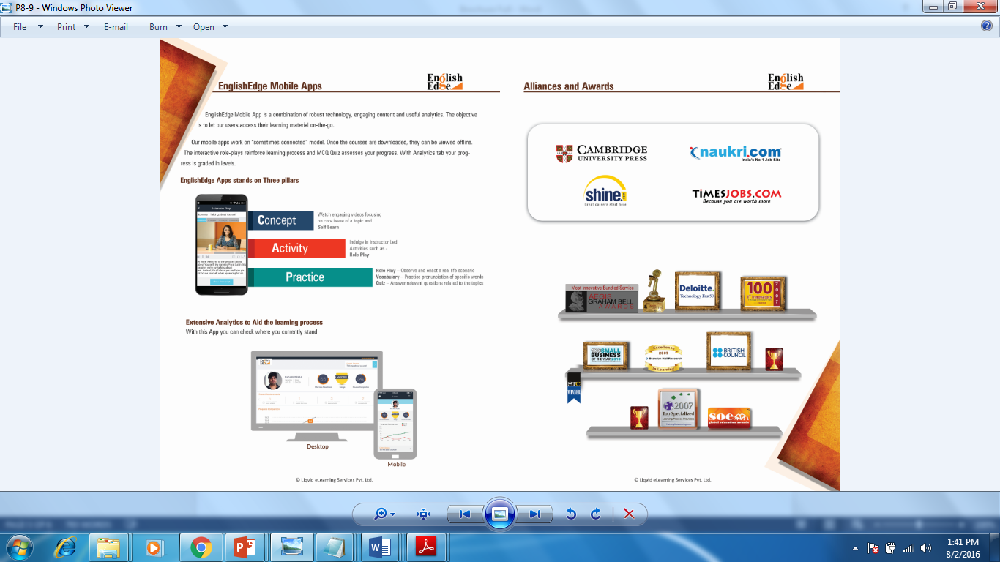 P8-9 - Windows Photo Viewer
File
Print
E-mail
Burn
Open
EnglishEdge Mobile Apps
English
Edge
EnglishEdge Mobile App is a combination of robust technology, engaging content and useful analytics. The objective
is to let our users access their learning material on-the-go.
Our mobile apps work on “sometimes connected” model. Once the courses are downloaded, they can be viewed offline.
The interactive role-plays reinforce learning process and MCQ Quiz assesses your progress. With Analytics tab your prog-
ress is graded in levels.
EnglishEdge Apps stands on Three pillars
Concept
Watch engaging videos focusing
on core issue of a topic and
Self Learn
Activity
Indulge in Instructor Led
Activities such as -
Role Play
Practice
Role Play – Observe and enact a real life scenario
Vocabulary – Practice pronunciation of specific words
Quiz – Answer relevant questions related to the topics
Extensive Analytics to Aid the learning process
With this App you can check where you currently stand
Desktop
Mobile
© Liqvid eLearning Services Pvt. Ltd.
Alliances and Awards
English
Edge
CAMBRIDGE
UNIVERSITY PRESS
naukri.com
India's No 1 Job Site
shine.com
Great careers start here
TIMESJOBS.COM
Because you are worth more
Most Innovative Bundled Service
AEGIS
GRAHAM BELL
AWARDS
Deloitte.
Technology Fast50
100
IT Innovators
2007
100 SMALL
BUSINESS
OF THE YEAR 2010
Excellence
2007
Brandon Hall Research
in Learning
BRITISH
COUNCIL
WINNER
2007
Top Specialized
Learning Process Providers
soe
global education awards
© Liqvid eLearning Services Pvt. Ltd.
1:41 PM
8/2/2016